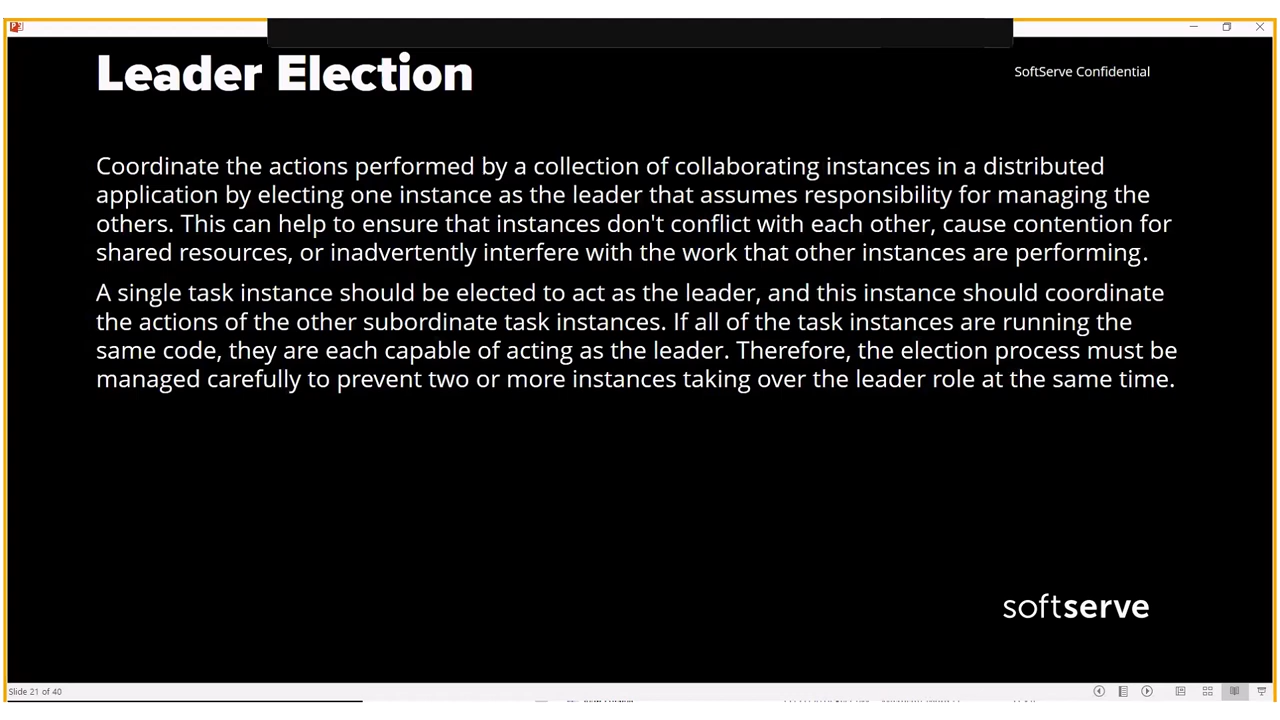 Leader Election
SoftServe Confidential
Coordinate the actions performed by a collection of collaborating instances in a distributed
application by electing one instance as the leader that assumes responsibility for managing the
others. This can help to ensure that instances don't conflict with each other, cause contention for
shared resources, or inadvertently interfere with the work that other instances are performing.
A single task instance should be elected to act as the leader, and this instance should coordinate
the actions of the other subordinate task instances. If all of the task instances are running the
same code, they are each capable of acting as the leader. Therefore, the election process must be
managed carefully to prevent two or more instances taking over the leader role at the same time.
softserve
Slide 21 of 40